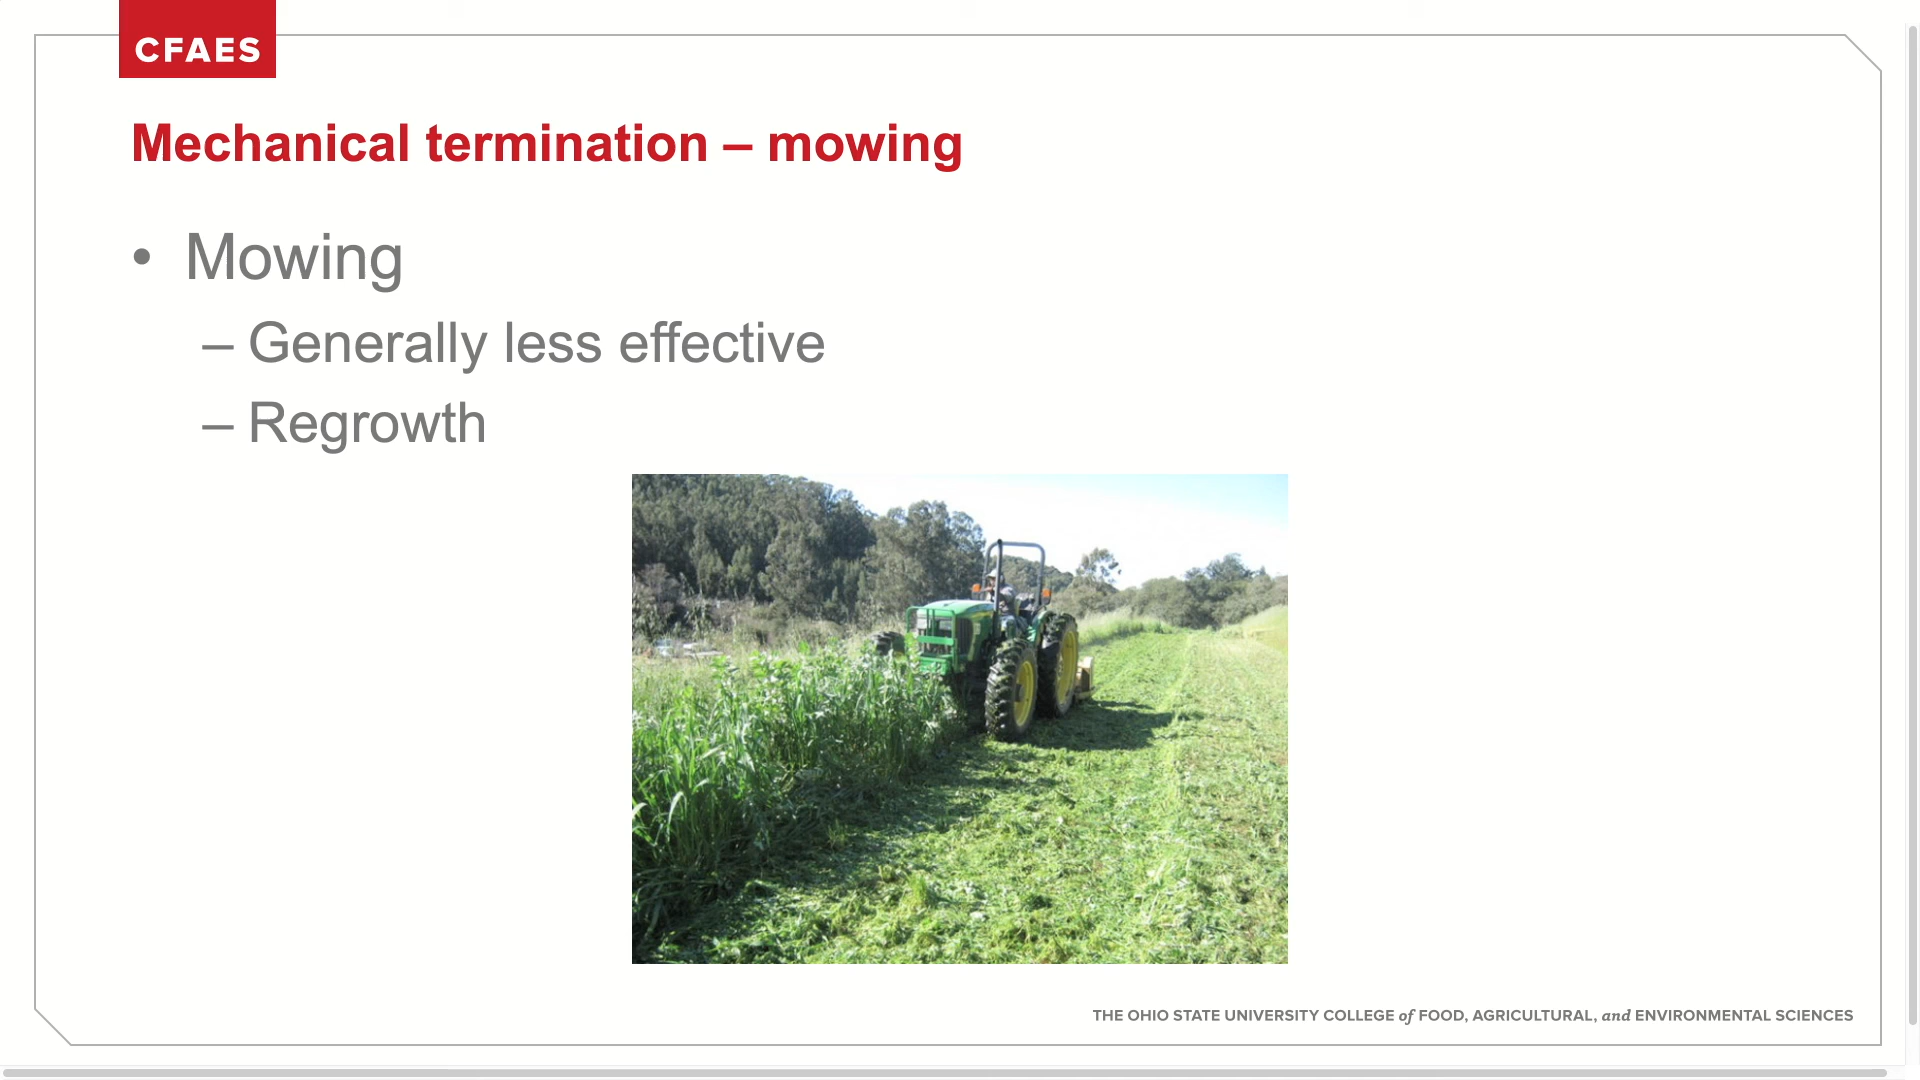 CFAES
Mechanical termination – mowing
• Mowing
– Generally less effective
– Regrowth
THE OHIO STATE UNIVERSITY COLLEGE of FOOD, AGRICULTURAL, and ENVIRONMENTAL SCIENCES